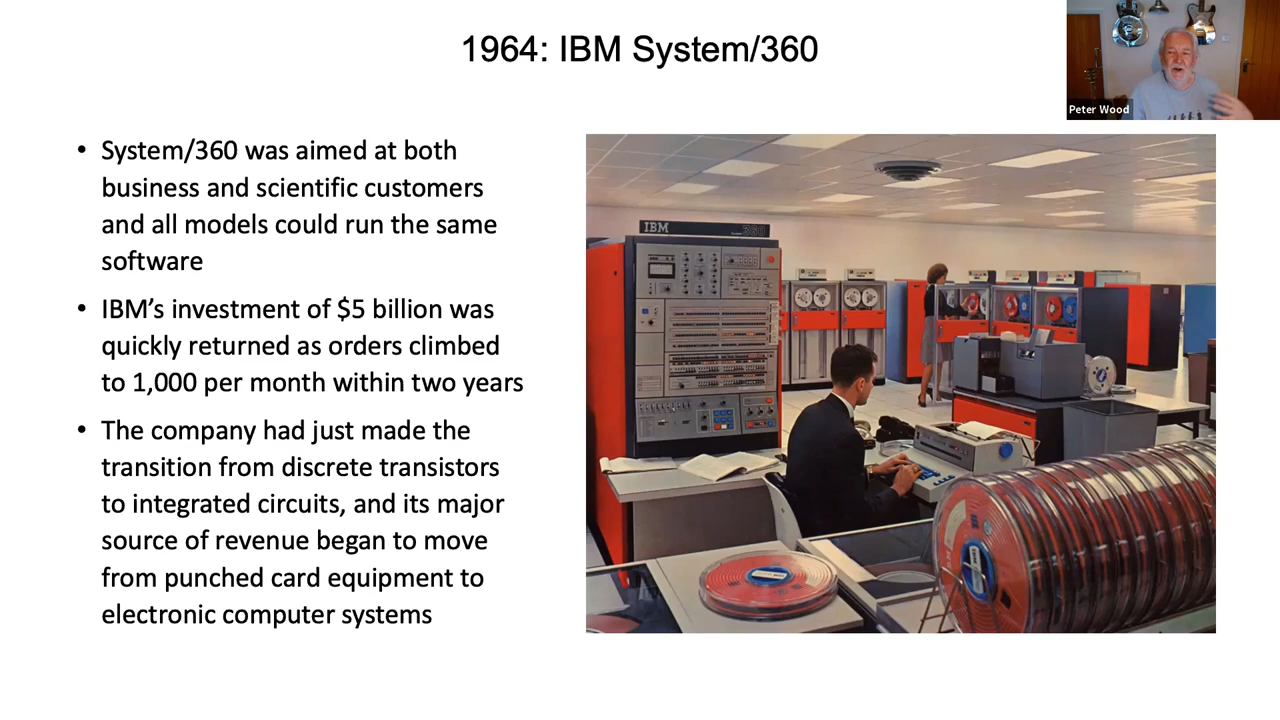 1964: IBM System/360
Peter Wood
• System/360 was aimed at both
business and scientific customers
and all models could run the same
software
• IBM’s investment of $5 billion was
quickly returned as orders climbed
to 1,000 per month within two years
• The company had just made the
transition from discrete transistors
to integrated circuits, and its major
source of revenue began to move
from punched card equipment to
electronic computer systems
IBM
360